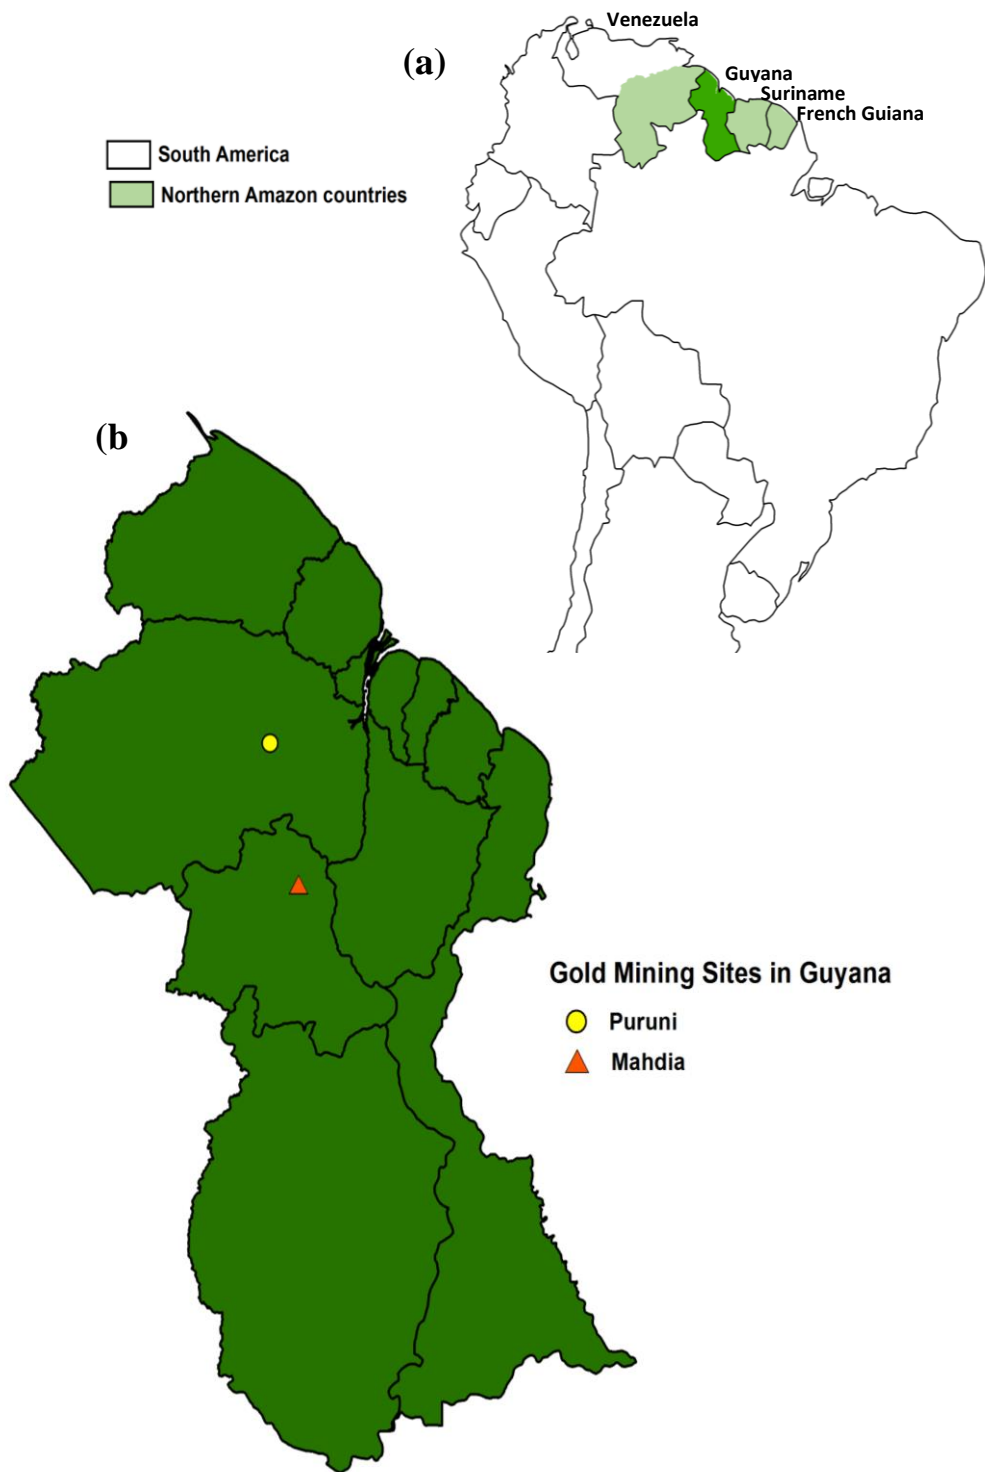 Venezuela
(a)
Guyana
Suriname
French Guiana
South America
Northern Amazon countries
(b
Gold Mining Sites in Guyana
Puruni
Mahdia